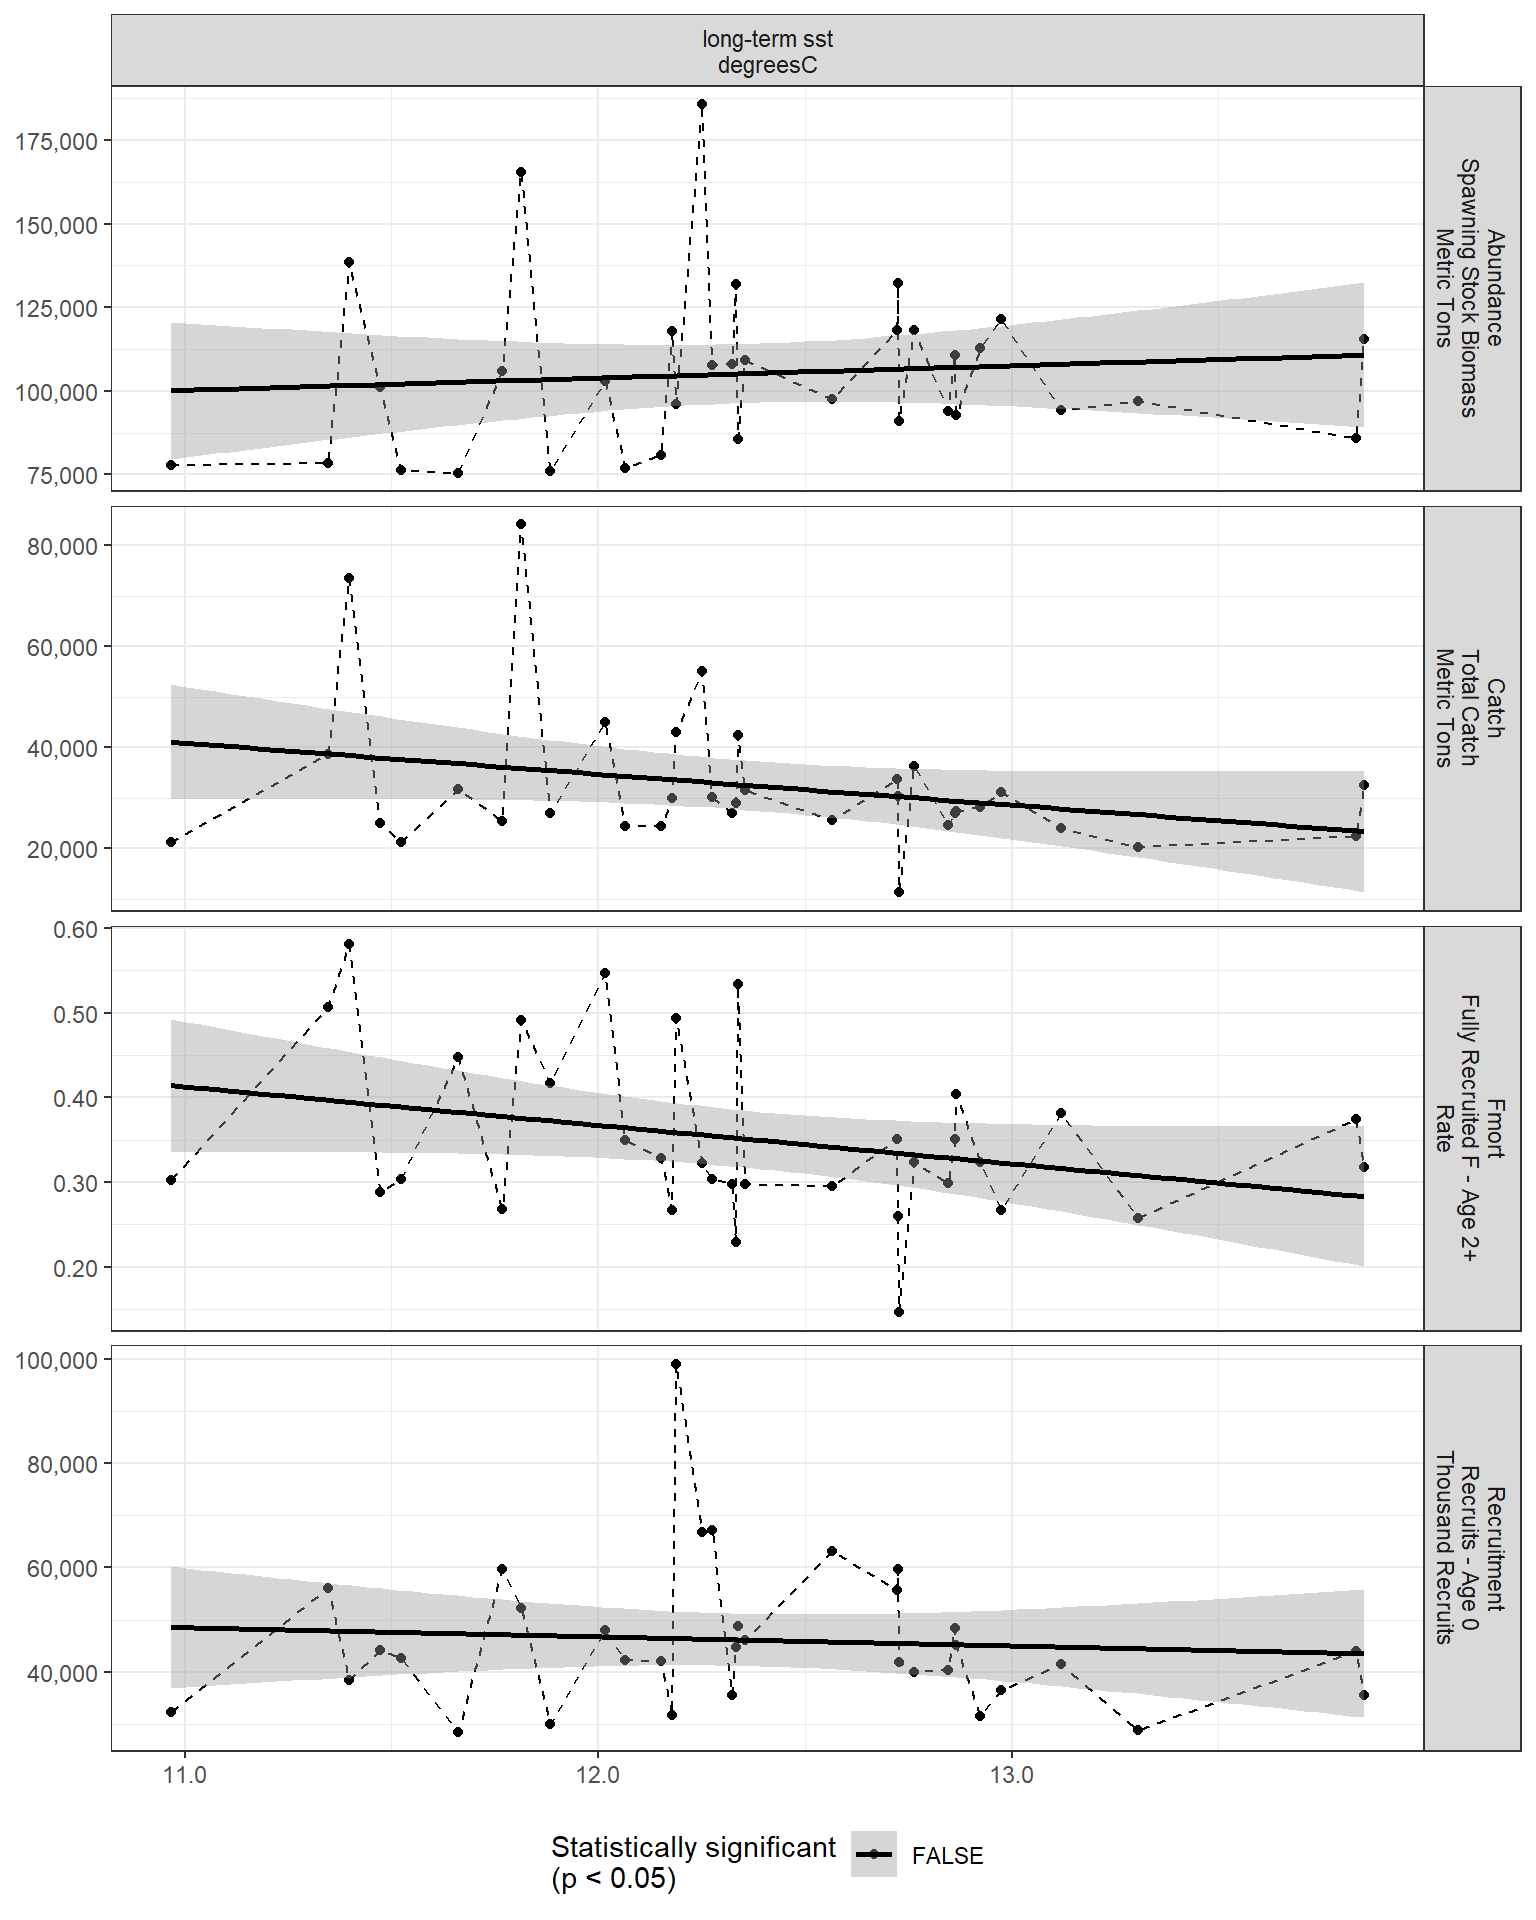 long-term sst
degreesC
175,000
150,000
125,000
100,000
75,000
Abundance
Spawning Stock Biomass
Metric Tons
80,000
60,000
40,000
20,000
Catch
Total Catch
Metric Tons
0.60
0.50
0.40
0.30
0.20
Fmort
Fully Recruited F - Age 2+
Rate
100,000
80,000
60,000
40,000
Recruitment
Recruits - Age 0
Thousand Recruits
11.0
12.0
13.0
Statistically significant
(p < 0.05)
FALSE